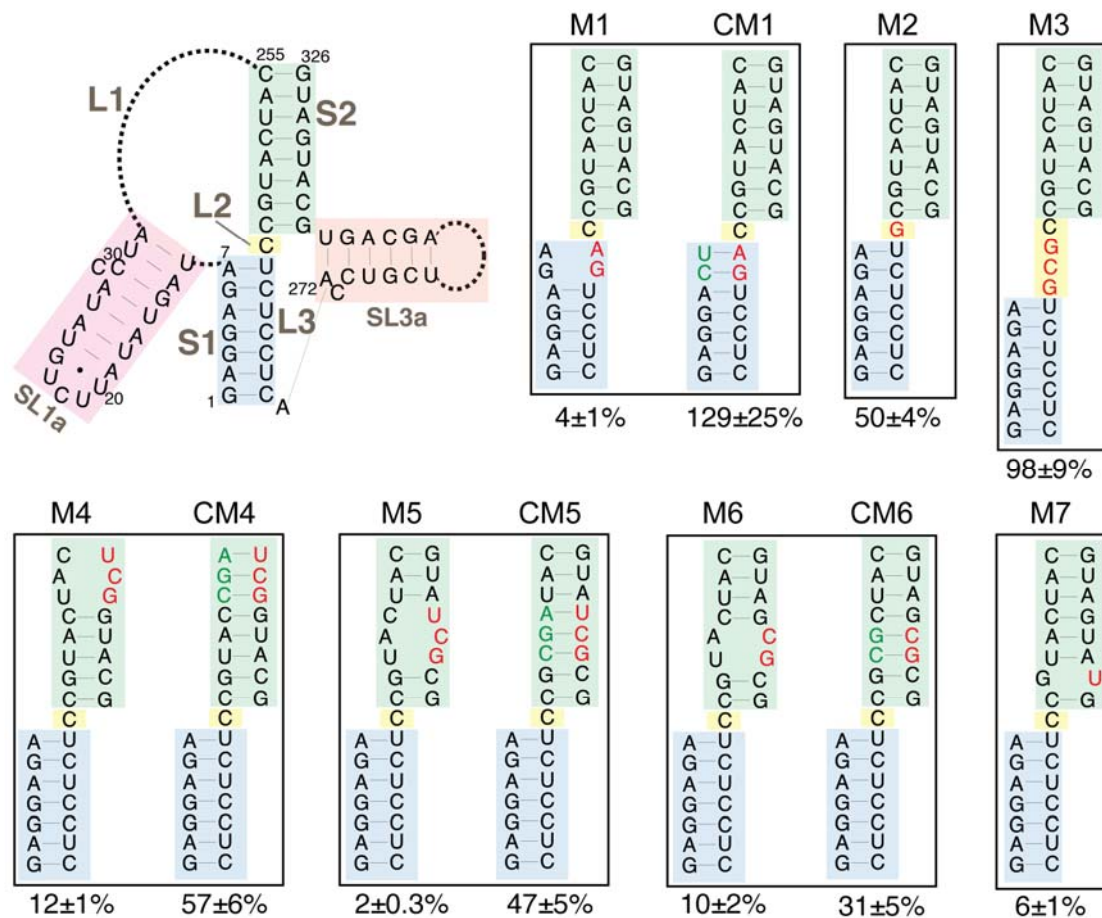 255 326
L1
S2
C A U C A U G C C U C U C C U C A
G U A G U A C G
L2
L3
7
A G A G G A G
S1
1
U G A C G A
272
SL3a
30
20
SL1a
M1 CM1 M2 M3
C A U C A U G C C A G U C C U C
G U A G U A C G
A G A G G A G
4±1%
C A U C A U G C C A G U C C U C
G U A G U A C G
U C A G G A G
129±25%
C A U C A U G C G U C U C C U C
G U A G U A C G
A G A G G A G
50±4%
C A U C A U G C C G C G U C U C C U C
G U A G U A C G
A G A G G A G
98±9%
M4 CM4 M5 CM5 M6 CM6 M7
C A U C A U G C C U C U C C U C
U C G G U A C G
A G A G G A G
12±1%
A G C C A U G C C U C U C C U C
U C G G U A C G
A G A G G A G
57±6%
C A U C A U G C C U C U C C U C
G U A U C G C G
A G A G G A G
2±0.3%
C A U A G C G C C U C U C C U C
G U A U C G C G
A G A G G A G
47±5%
C A U C A U G C C U C U C C U C
G U A G C G C G
A G A G G A G
10±2%
C A U C G C G C C U C U C C U C
G U A G C G C G
A G A G G A G
31±5%
C A U C A U G C C U C U C C U C
G U A G U A U G
A G A G G A G
6±1%